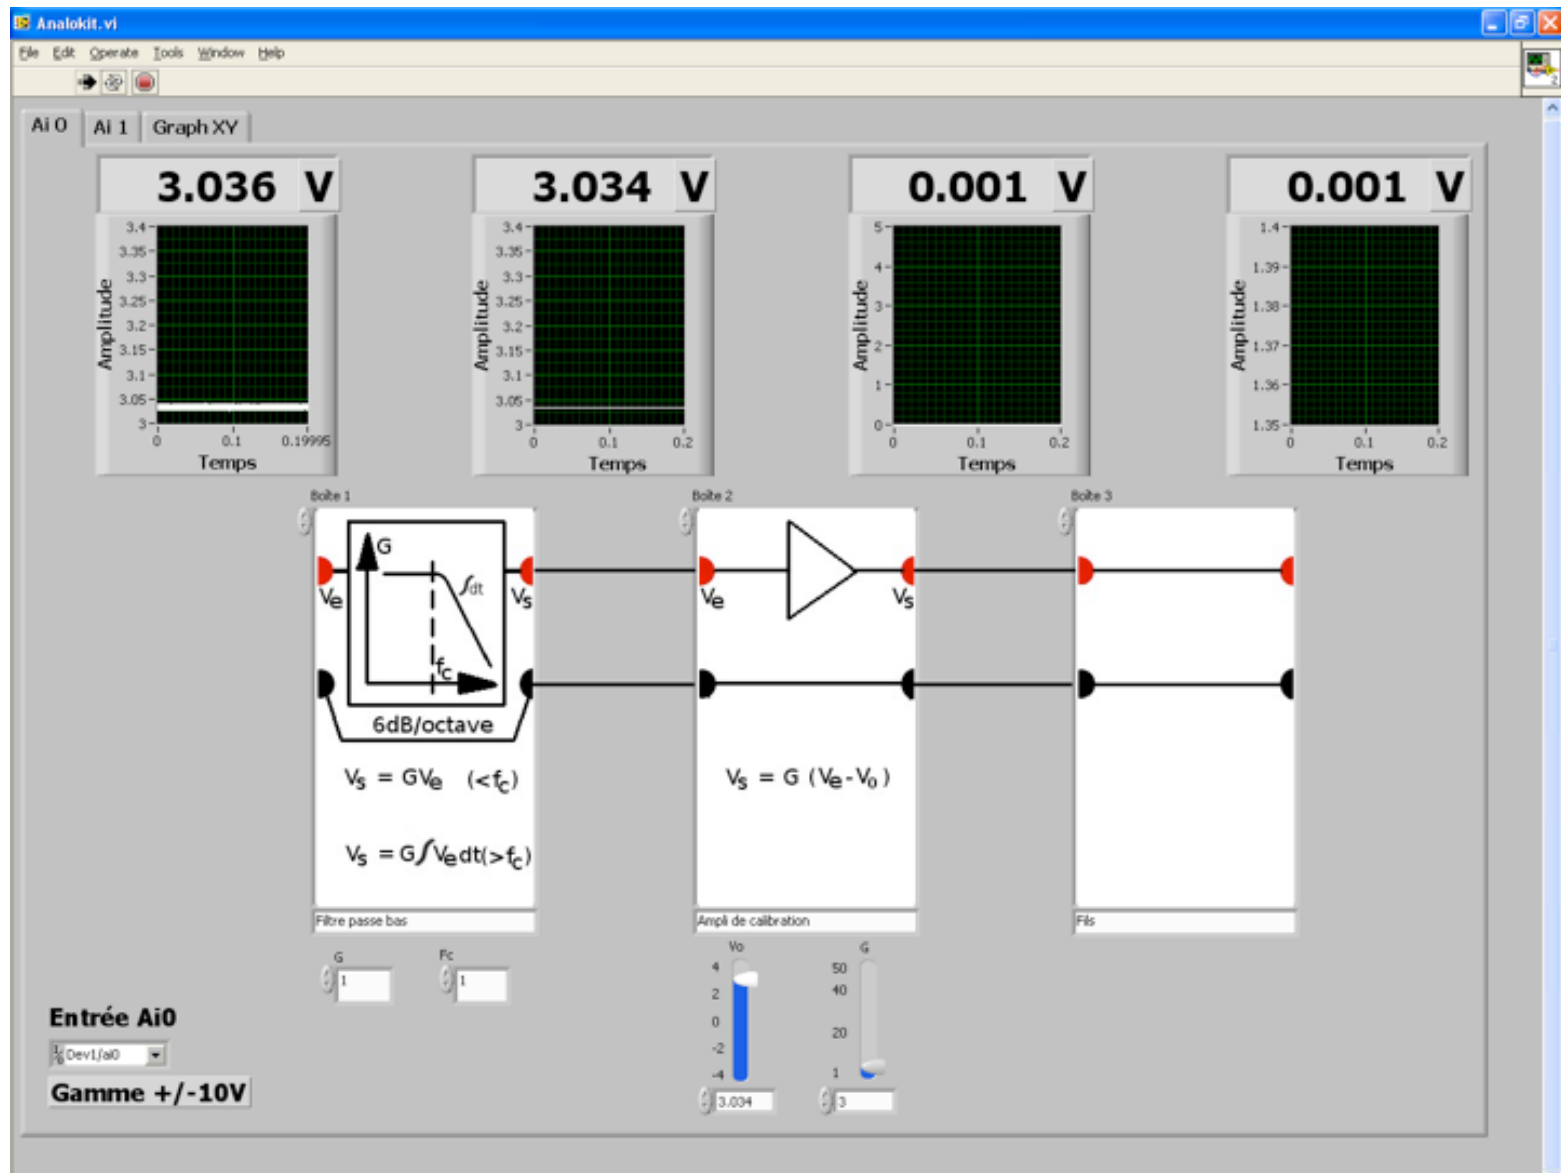 Analokit.vi
File Edit Operate Tools Window Help
2
Ai 0 Ai 1 Graph XY
3.036 V 3.034 V 0.001 V 0.001 V
Amplitude
3.4
3.35
3.3
3.25
3.2
3.15
3.1
3.05
3
0 0.1 0.19995
Temps
Amplitude
3.4
3.35
3.3
3.25
3.2
3.15
3.1
3.05
3
0 0.1 0.2
Temps
Amplitude
5
4
3
2
1
0
0 0.1 0.2
Temps
Amplitude
1.4
1.39
1.38
1.37
1.36
1.35
0 0.1 0.2
Temps
Boîte 1
G
∫dt
Ve Vs
fc
6dB/octave
Vs = GVe (<fc)
Vs = G∫Vedt(>fc)
Filtre passe bas
G Fc
1 1
Boîte 2
Ve Vs
Vs = G (Ve-V0)
Ampli de calibration
Vo
4
2
0
-2
-4
3.034
G
50
40
20
1
3
Boîte 3
Fils
Entrée Ai0
Dev1/ai0
Gamme +/-10V